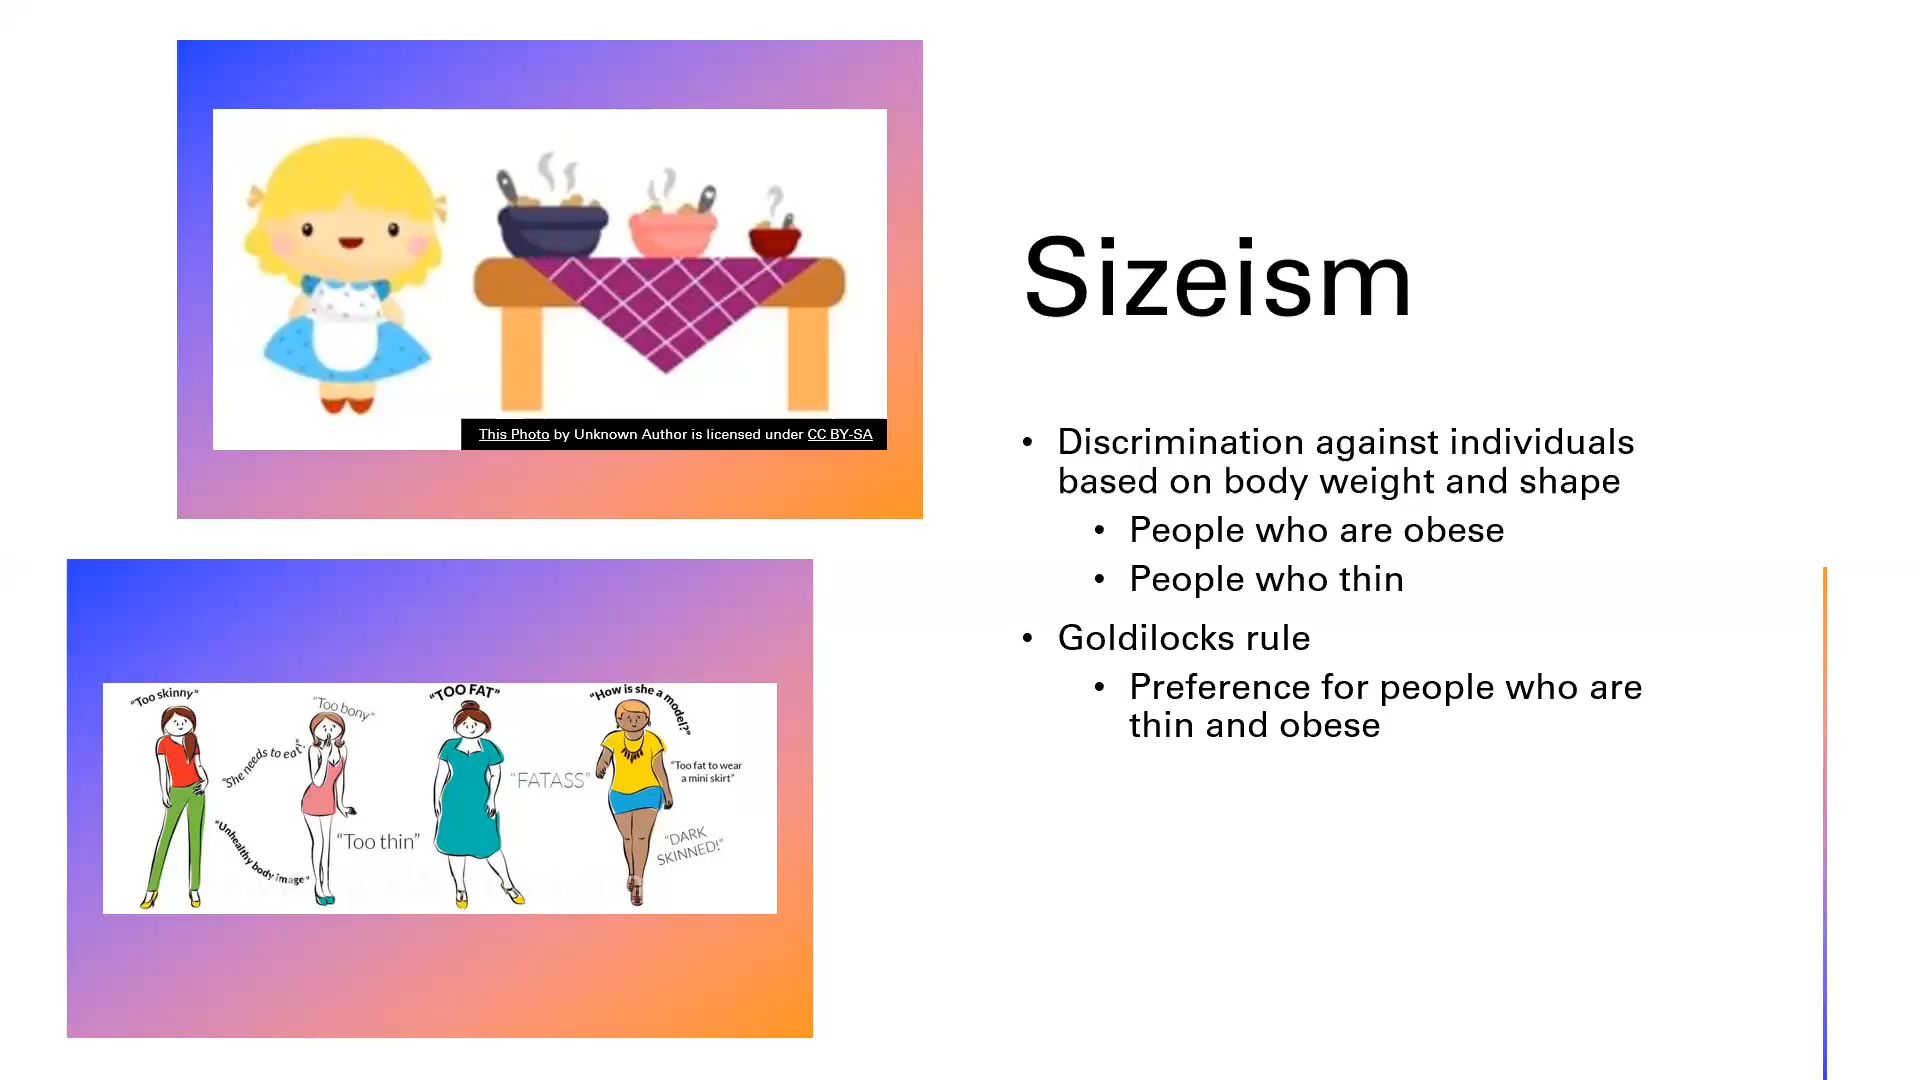 This Photo by Unknown Author is licensed under CC BY-SA
"Too skinny"
"Too bony"
"She needs to eat!"
"Unhealthy body image"
"Too thin"
"TOO FAT"
"FATASS"
"How is she a model?"
"Too fat to wear
a mini skirt"
"DARK
SKINNED!"
Sizeism
• Discrimination against individuals
based on body weight and shape
• People who are obese
• People who thin
• Goldilocks rule
• Preference for people who are
thin and obese